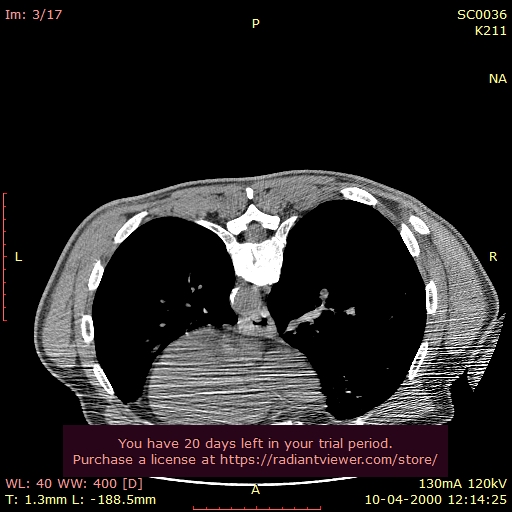 Im: 3/17
P
SC0036
K211
NA
L
R
You have 20 days left in your trial period.
Purchase a license at https://radiantviewer.com/store/
WL: 40 WW: 400 [D]
T: 1.3mm L: -188.5mm
A
130mA 120kV
10-04-2000 12:14:25